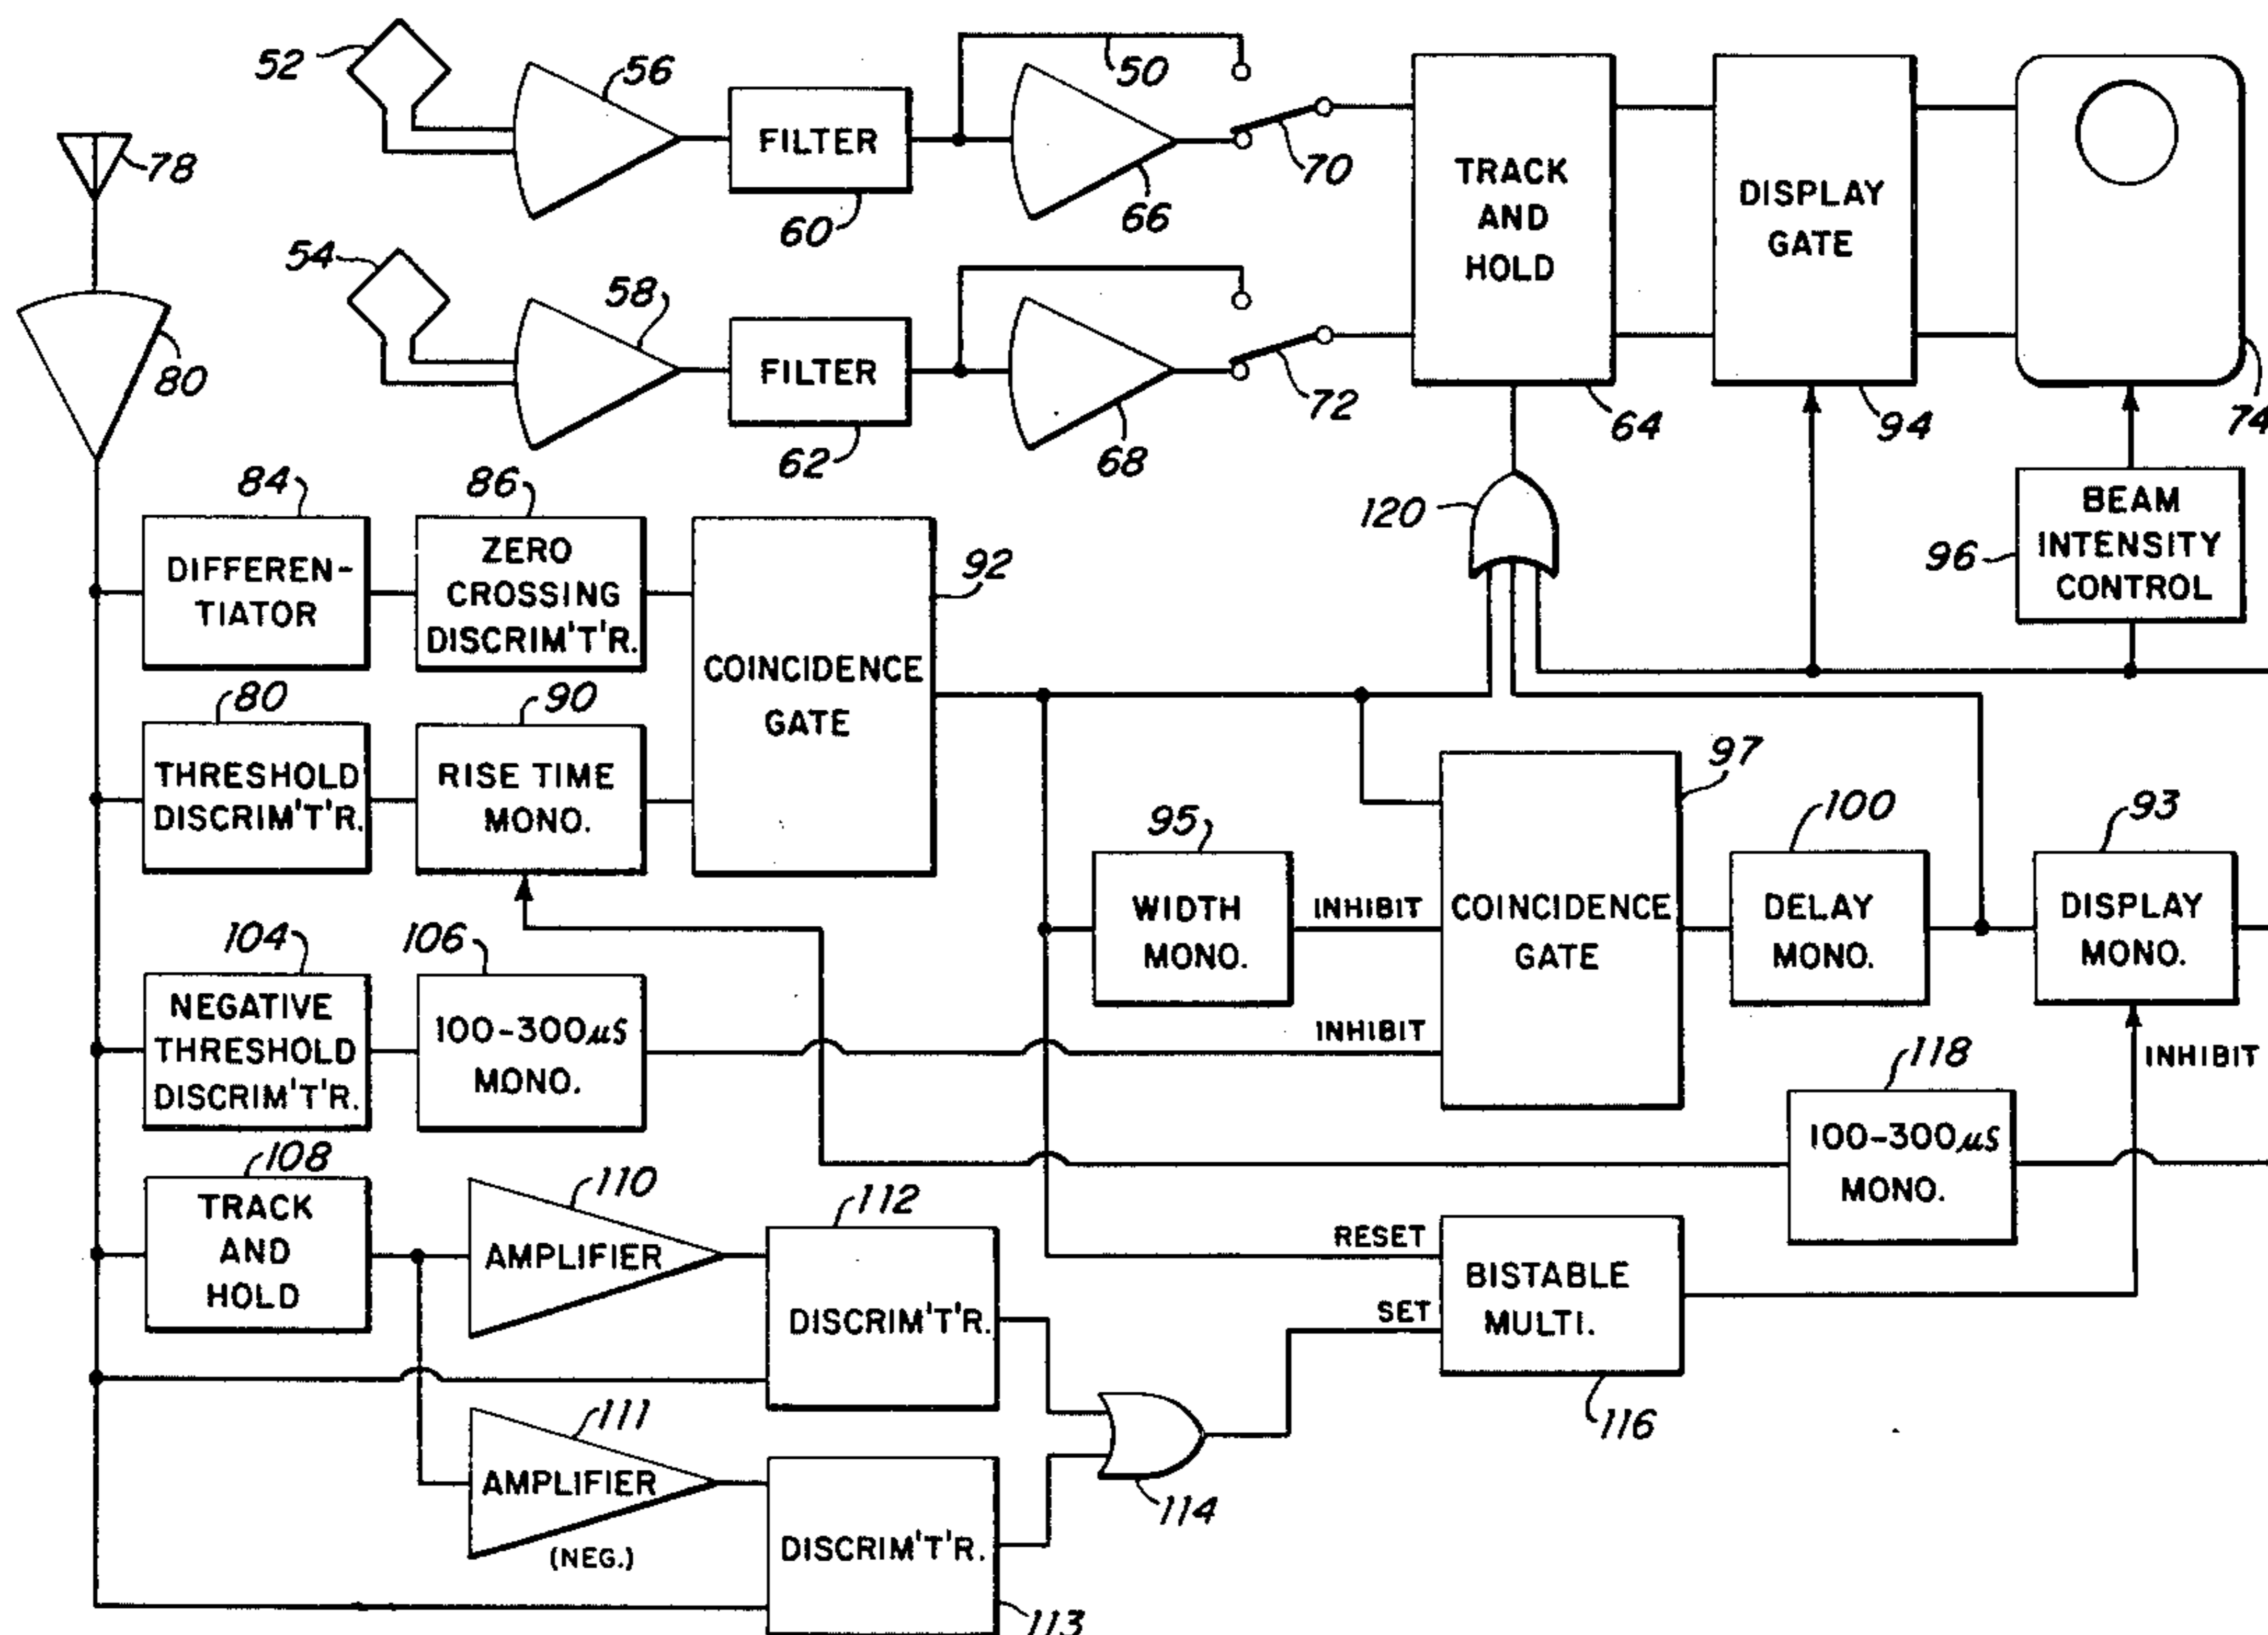 52
56
50
78
FILTER
70
TRACK
AND
HOLD
DISPLAY
GATE
60
66
54
58
80
FILTER
72
64
94
74
62
68
84
86
120
BEAM
INTENSITY
CONTROL
96
DIFFEREN-
TIATOR
ZERO
CROSSING
DISCRIM'T'R.
92
COINCIDENCE
GATE
80
90
THRESHOLD
DISCRIM'T'R.
RISE TIME
MONO.
97
95
100
93
WIDTH
MONO.
INHIBIT
COINCIDENCE
GATE
DELAY
MONO.
DISPLAY
MONO.
104
106
NEGATIVE
THRESHOLD
DISCRIM'T'R.
100-300µS
MONO.
INHIBIT
INHIBIT
118
100-300µS
MONO.
108
TRACK
AND
HOLD
110
AMPLIFIER
112
DISCRIM'T'R.
RESET
SET
BISTABLE
MULTI.
116
111
AMPLIFIER
(NEG.)
DISCRIM'T'R.
114
113